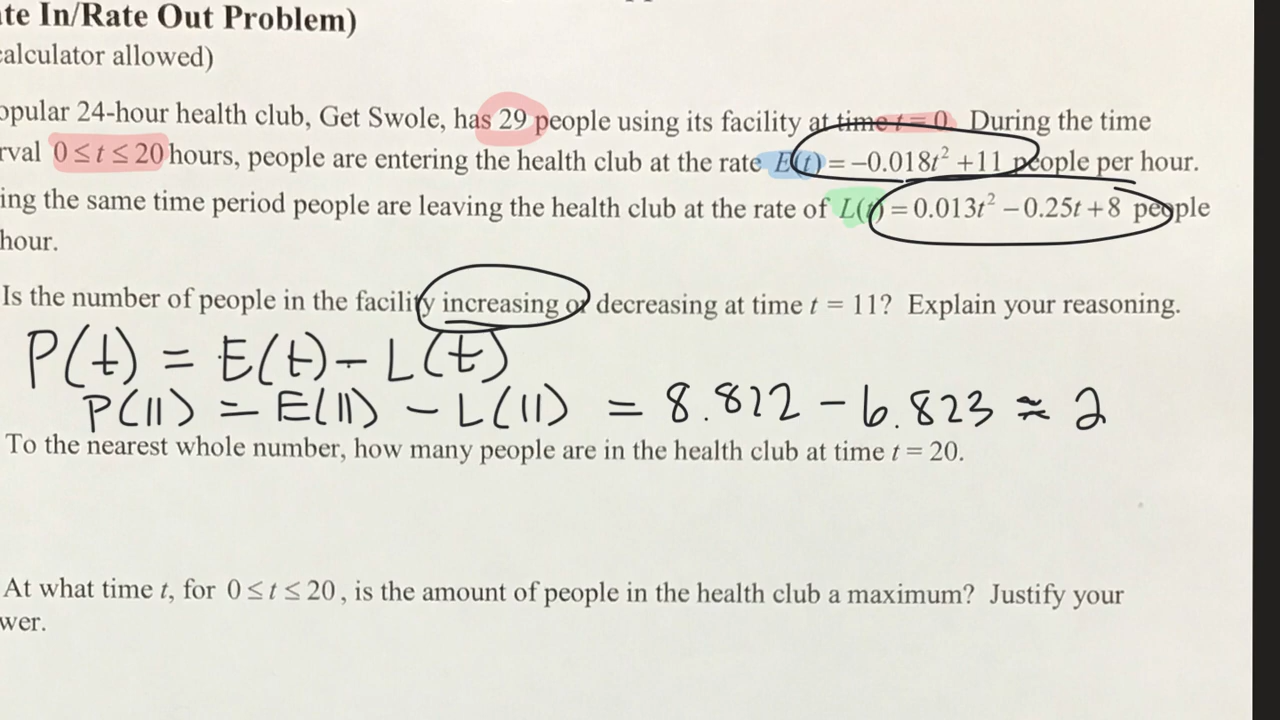 te In/Rate Out Problem)
calculator allowed)
opular 24-hour health club, Get Swole, has 29 people using its facility at time t = 0. During the time
rval 0 ≤ t ≤ 20 hours, people are entering the health club at the rate E(t) = −0.018t² + 11 people per hour.
ing the same time period people are leaving the health club at the rate of L(t) = 0.013t² − 0.25t + 8 people
hour.
Is the number of people in the facility increasing or decreasing at time t = 11? Explain your reasoning.
P(t) = E(t) − L(t)
P(11) = E(11) − L(11) = 8.822 − 6.823 ≈ 2
To the nearest whole number, how many people are in the health club at time t = 20.
At what time t, for 0 ≤ t ≤ 20, is the amount of people in the health club a maximum? Justify your
wer.